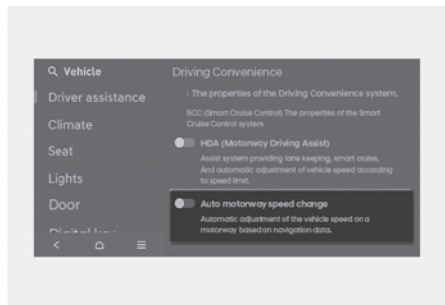 Vehicle
Driver assistance
Climate
Seat
Lights
Door
Digital key
Driving Convenience
The properties of the Driving Convenience system.
SCC (Smart Cruise Control) The properties of the Smart
Cruise Control system
HDA (Motorway Driving Assist)
Assist system providing lane keeping, smart cruise,
And automatic adjustment of vehicle speed according
to speed limit.
Auto motorway speed change
Automatic adjustment of the vehicle speed on a
motorway based on navigation data.